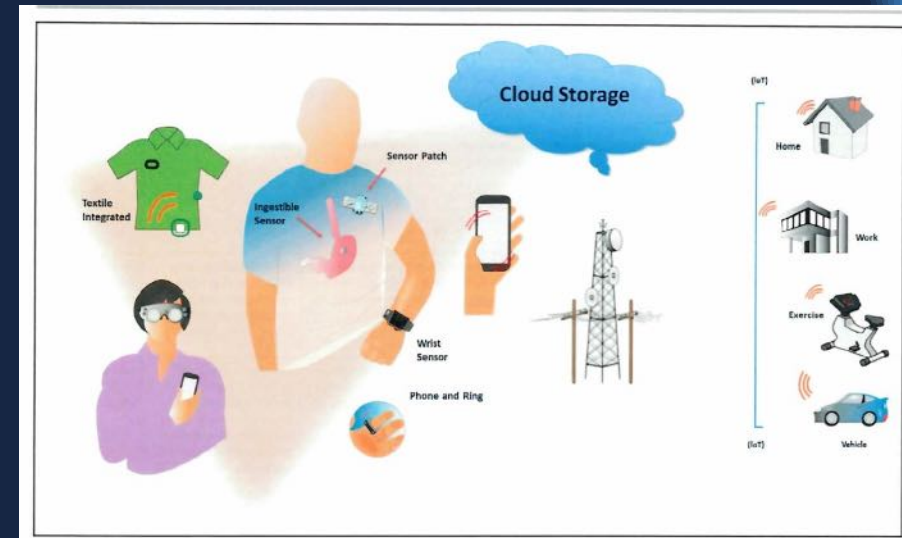 Cloud Storage
(IoT)
Home
Sensor Patch
Textile
Integrated
Ingestible
Sensor
Work
Exercise
Wrist
Sensor
Phone and Ring
(IoT)
Vehicle